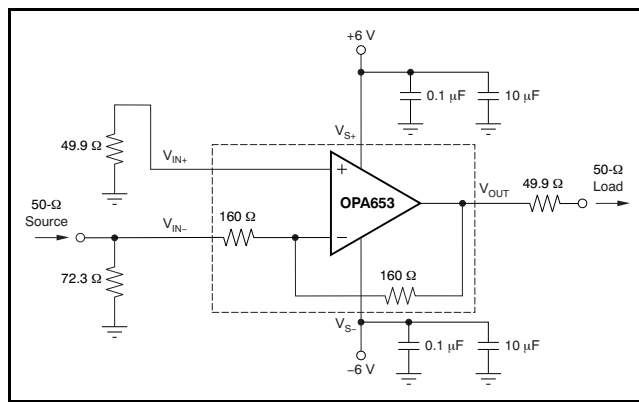 +6 V
0.1 µF
10 µF
V_S+
49.9 Ω
V_IN+
+
OPA653
V_OUT
49.9 Ω
50-Ω
Load
50-Ω
Source
V_IN−
160 Ω
−
72.3 Ω
160 Ω
V_S−
0.1 µF
10 µF
−6 V